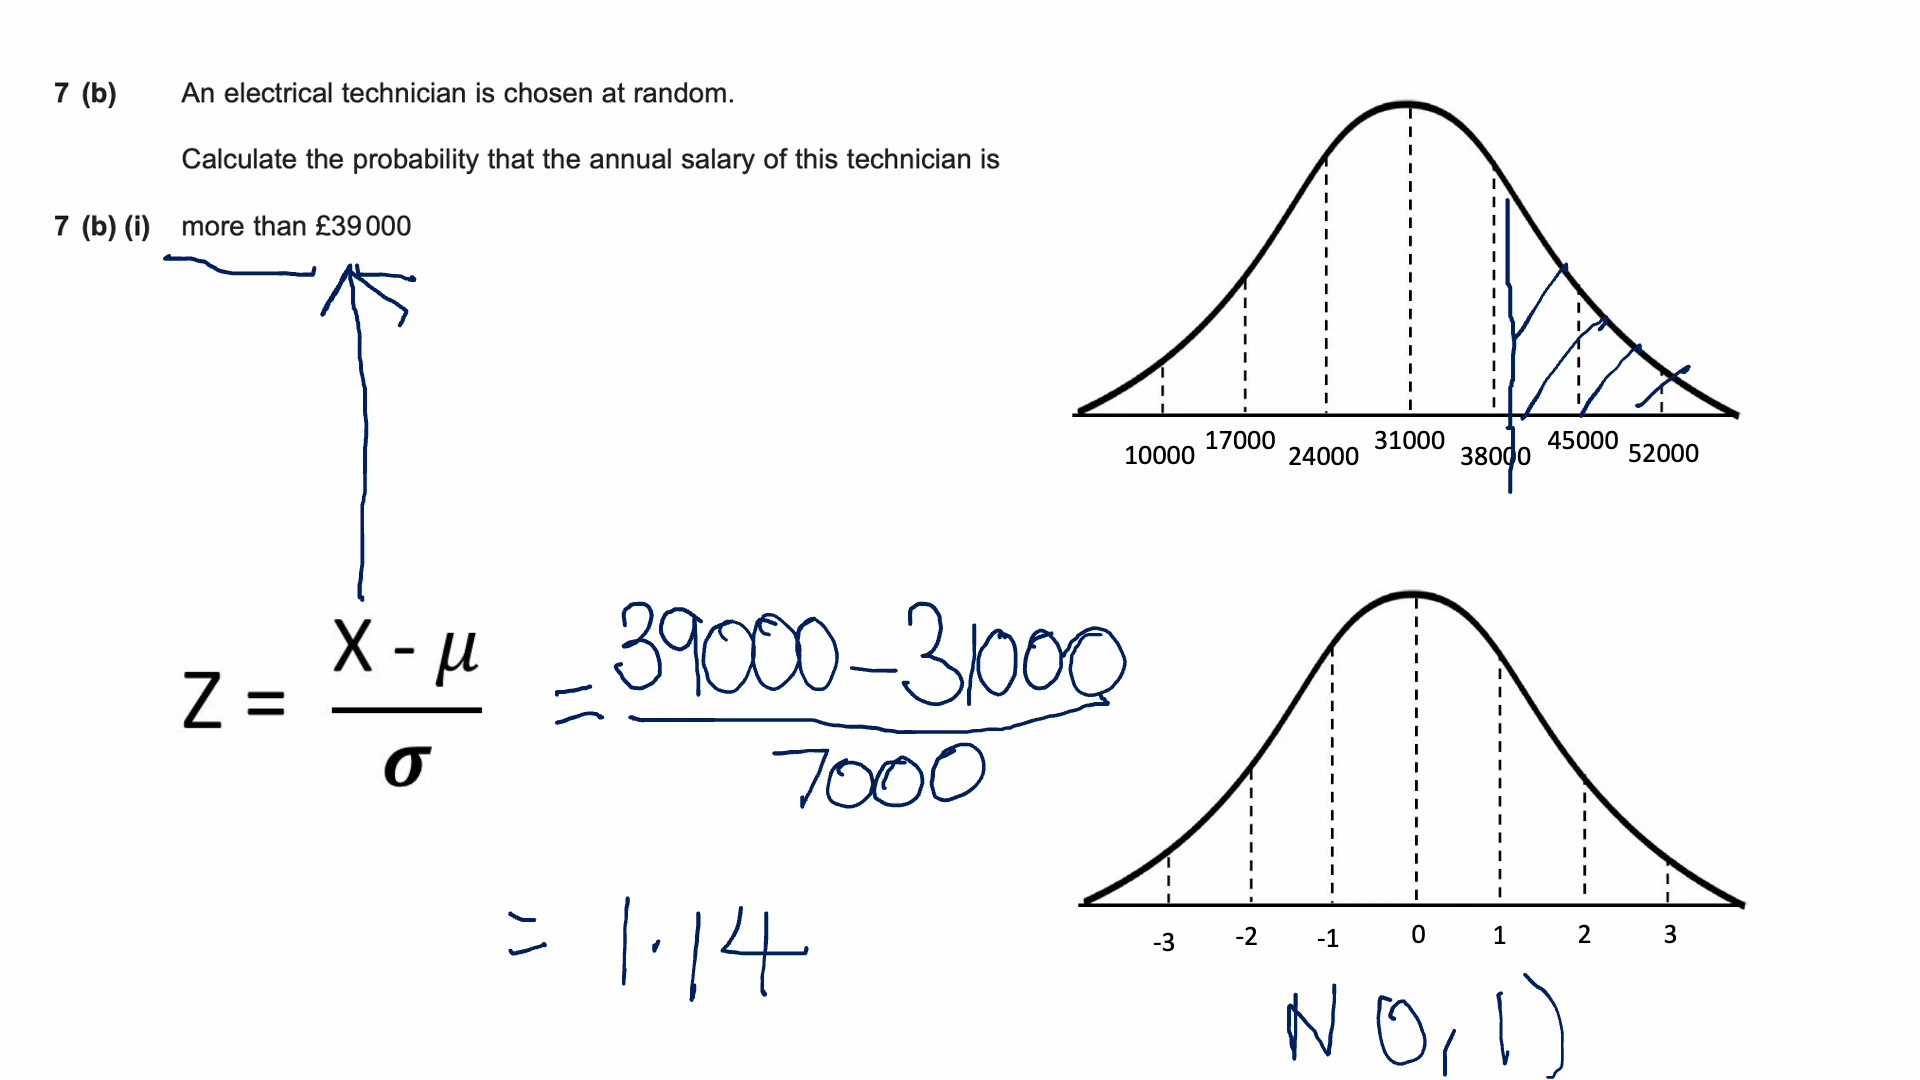 7 (b) An electrical technician is chosen at random.
Calculate the probability that the annual salary of this technician is
7 (b) (i) more than £39 000
10000 17000 24000 31000 38000 45000 52000
Z = X - μ / σ = 39000 - 31000 / 7000
= 1.14
-3 -2 -1 0 1 2 3
N 0, 1)